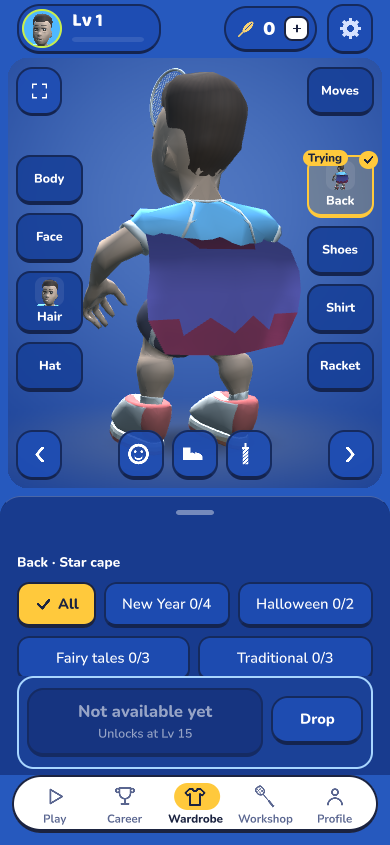 Lv 1
0
+
Moves
Trying
Back
Body
Face
Shoes
Hair
Shirt
Hat
Racket
Back · Star cape
All
New Year 0/4
Halloween 0/2
Fairy tales 0/3
Traditional 0/3
Not available yet
Unlocks at Lv 15
Drop
Play
Career
Wardrobe
Workshop
Profile